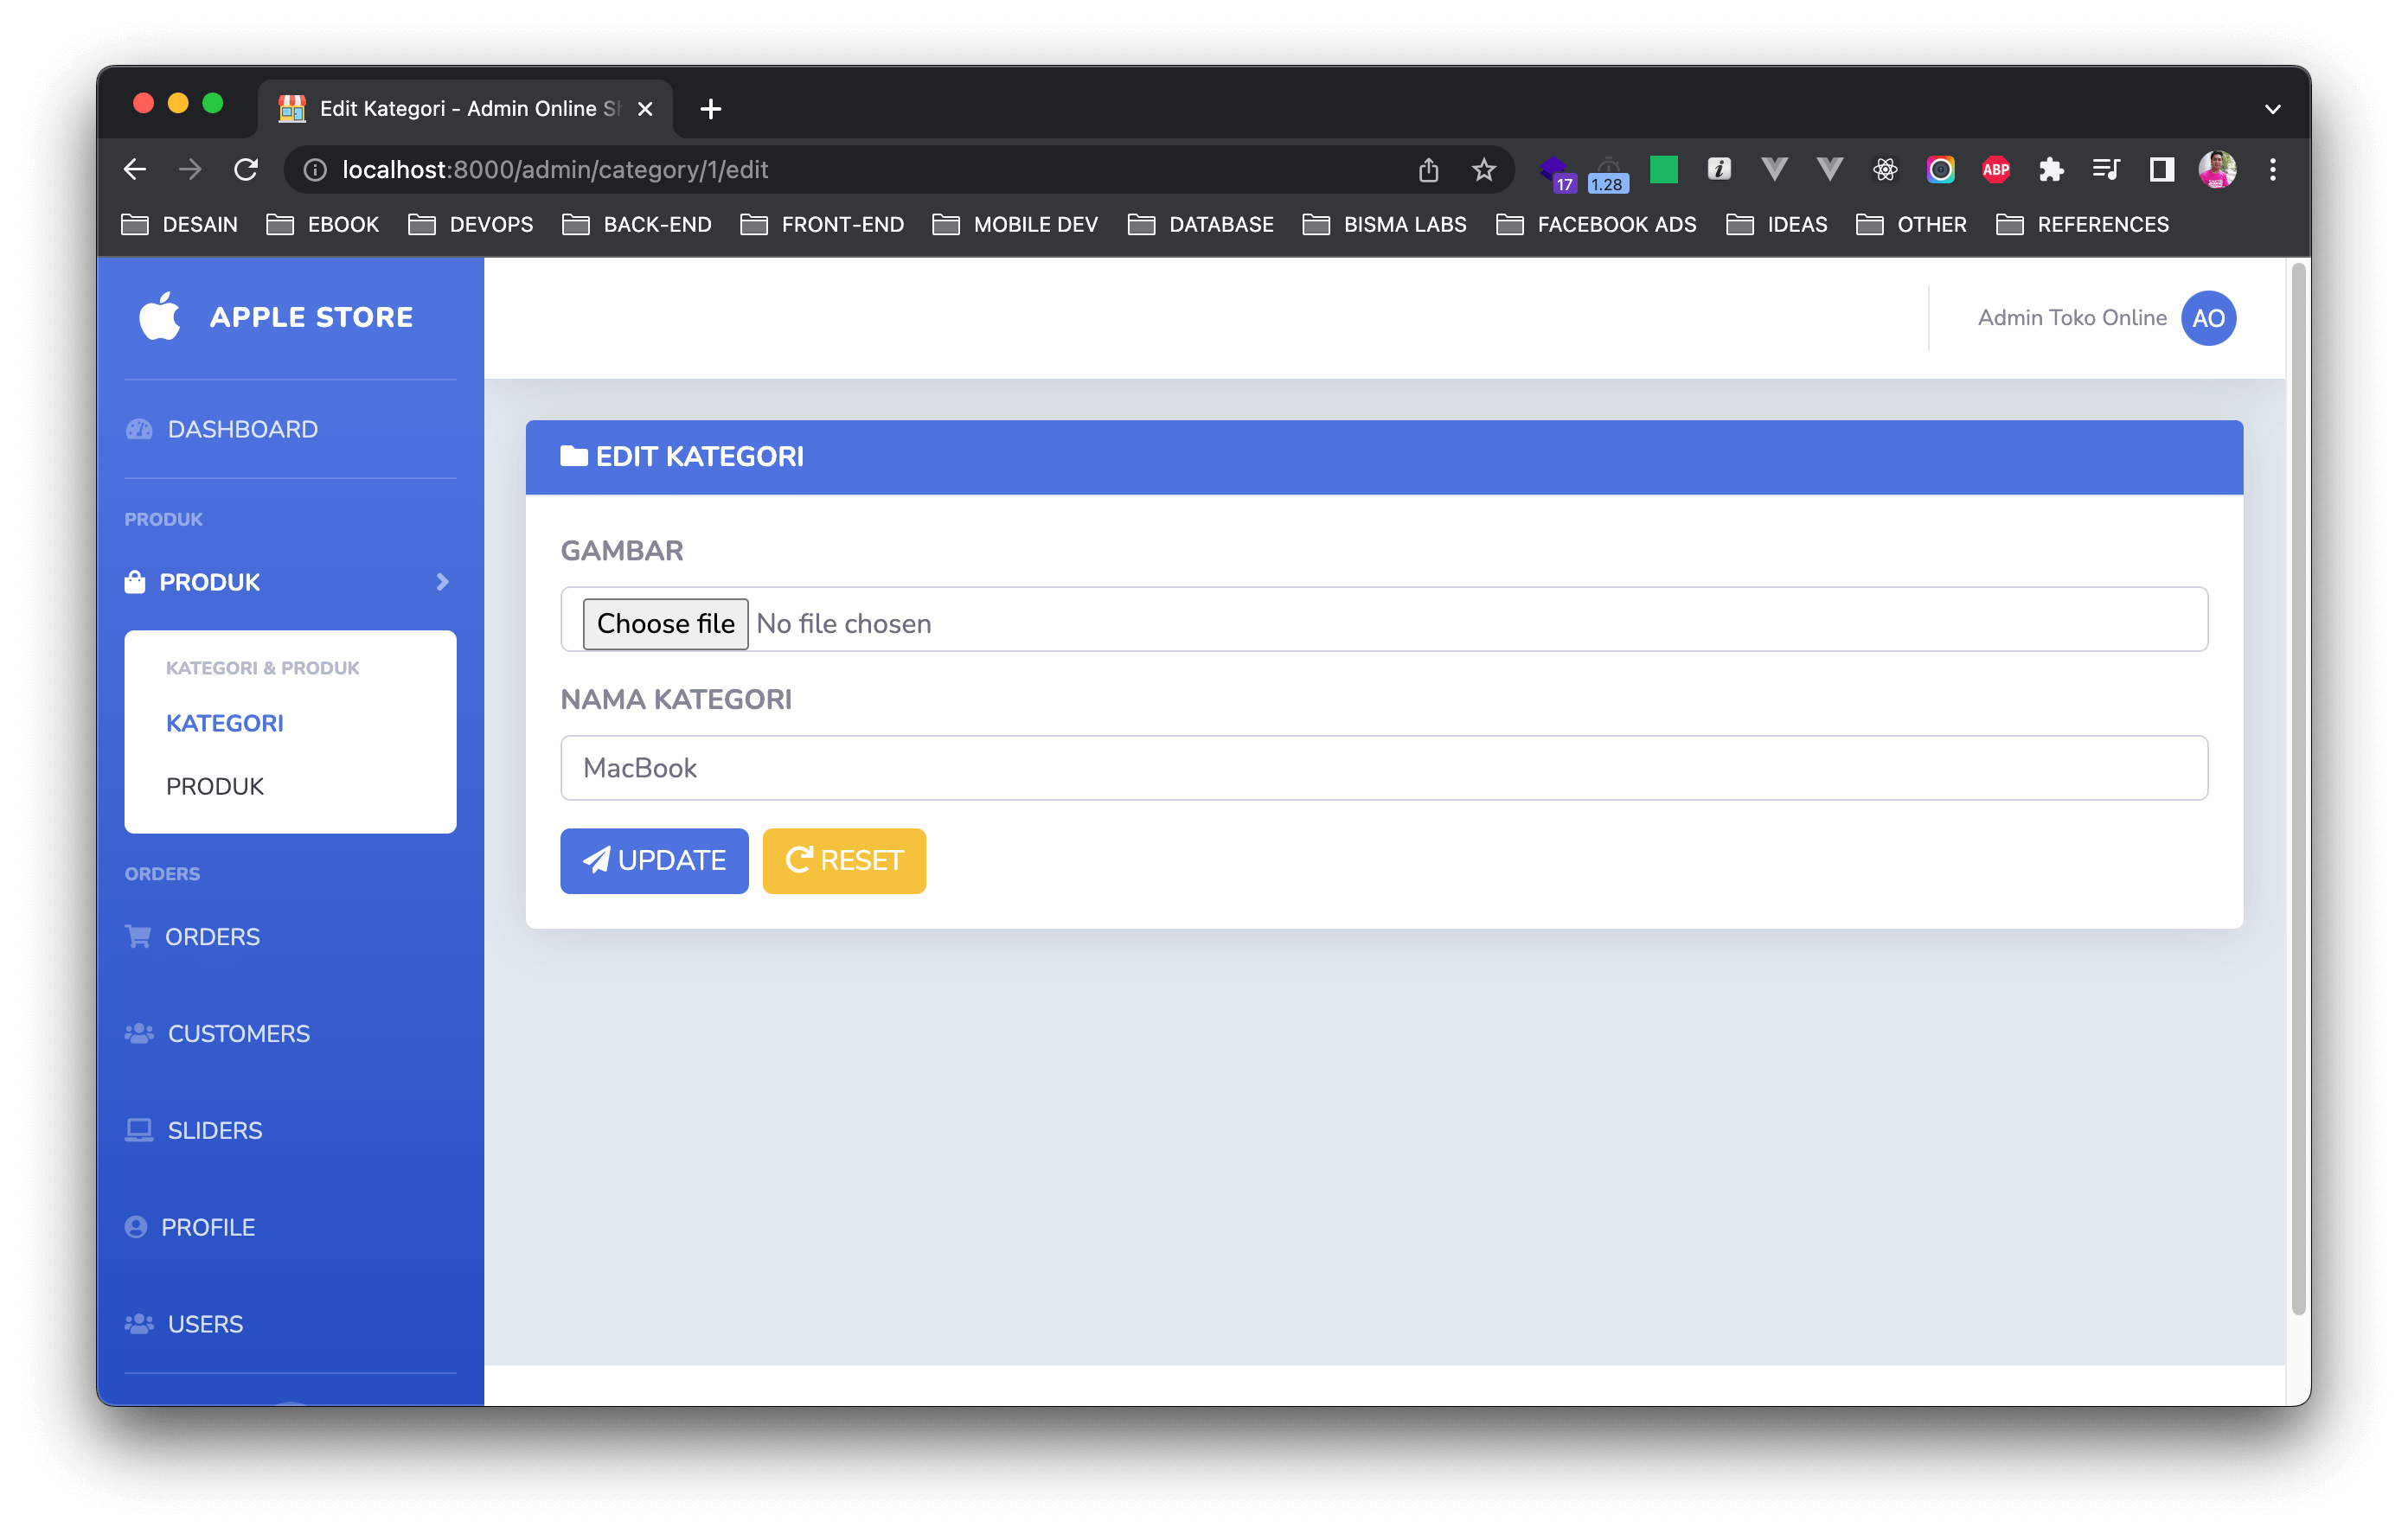 Edit Kategori - Admin Online Sh
localhost:8000/admin/category/1/edit
17
1.28
ABP
DESAIN
EBOOK
DEVOPS
BACK-END
FRONT-END
MOBILE DEV
DATABASE
BISMA LABS
FACEBOOK ADS
IDEAS
OTHER
REFERENCES
APPLE STORE
Admin Toko Online
AO
DASHBOARD
PRODUK
PRODUK
KATEGORI & PRODUK
KATEGORI
PRODUK
ORDERS
ORDERS
CUSTOMERS
SLIDERS
PROFILE
USERS
EDIT KATEGORI
GAMBAR
Choose file No file chosen
NAMA KATEGORI
MacBook
UPDATE
RESET